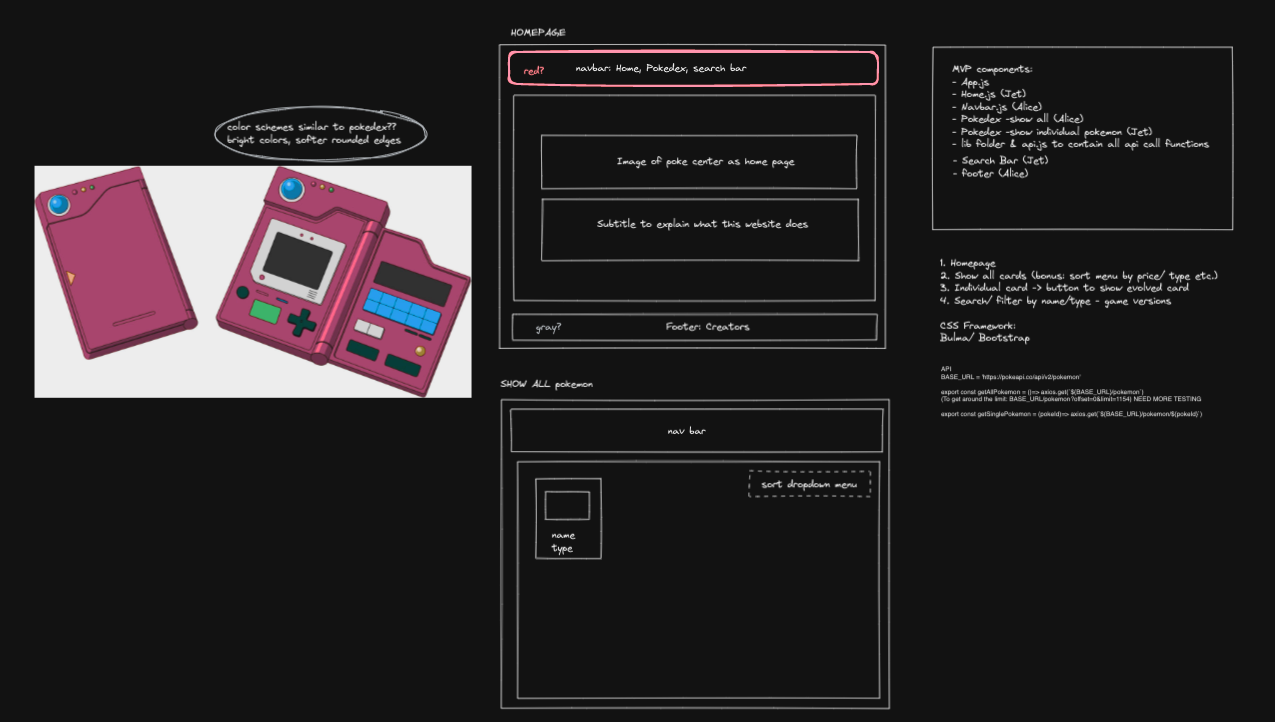 color schemes similar to pokedex??
bright colors, softer rounded edges
HOMEPAGE
red?
navbar: Home, Pokedex, search bar
Image of poke center as home page
Subtitle to explain what this website does
gray?
Footer: Creators
SHOW ALL pokemon
nav bar
sort dropdown menu
name
type
MVP components:
- App.js
- Home.js (Jet)
- Navbar.js (Alice)
- Pokedex -show all (Alice)
- Pokedex -show individual pokemon (Jet)
- lib folder & api.js to contain all api call functions
- Search Bar (Jet)
- footer (Alice)
1. Homepage
2. Show all cards (bonus: sort menu by price/ type etc.)
3. Individual card -> button to show evolved card
4. Search/ filter by name/type - game versions
CSS Framework:
Bulma/ Bootstrap
API
BASE_URL = 'https://pokeapi.co/api/v2/pokemon'
export const getAllPokemon = ()=> axios.get(`${BASE_URL}/pokemon`)
(To get around the limit: BASE_URL/pokemon?offset=0&limit=1154) NEED MORE TESTING
export const getSinglePokemon = (pokeId)=> axios.get(`${BASE_URL}/pokemon/${pokeId}`)